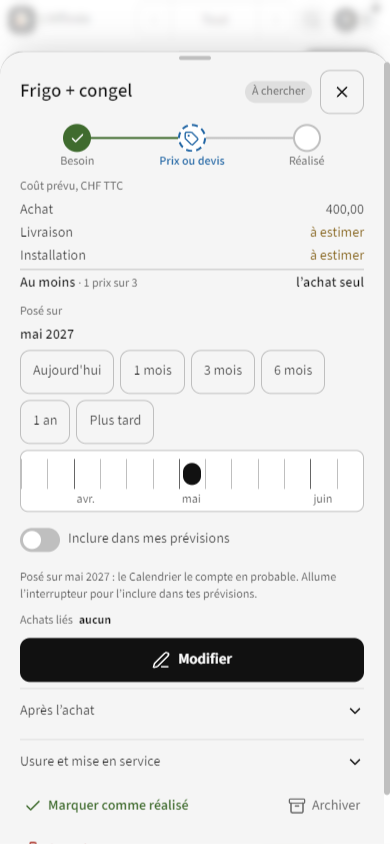 Frigo + congel
À chercher
Besoin
Prix ou devis
Réalisé
Coût prévu, CHF TTC
Achat 400,00
Livraison à estimer
Installation à estimer
Au moins · 1 prix sur 3 l'achat seul
Posé sur
mai 2027
Aujourd'hui 1 mois 3 mois 6 mois
1 an Plus tard
avr. mai juin
Inclure dans mes prévisions
Posé sur mai 2027 : le Calendrier le compte en probable. Allume
l'interrupteur pour l'inclure dans tes prévisions.
Achats liés aucun
Modifier
Après l'achat
Usure et mise en service
Marquer comme réalisé Archiver